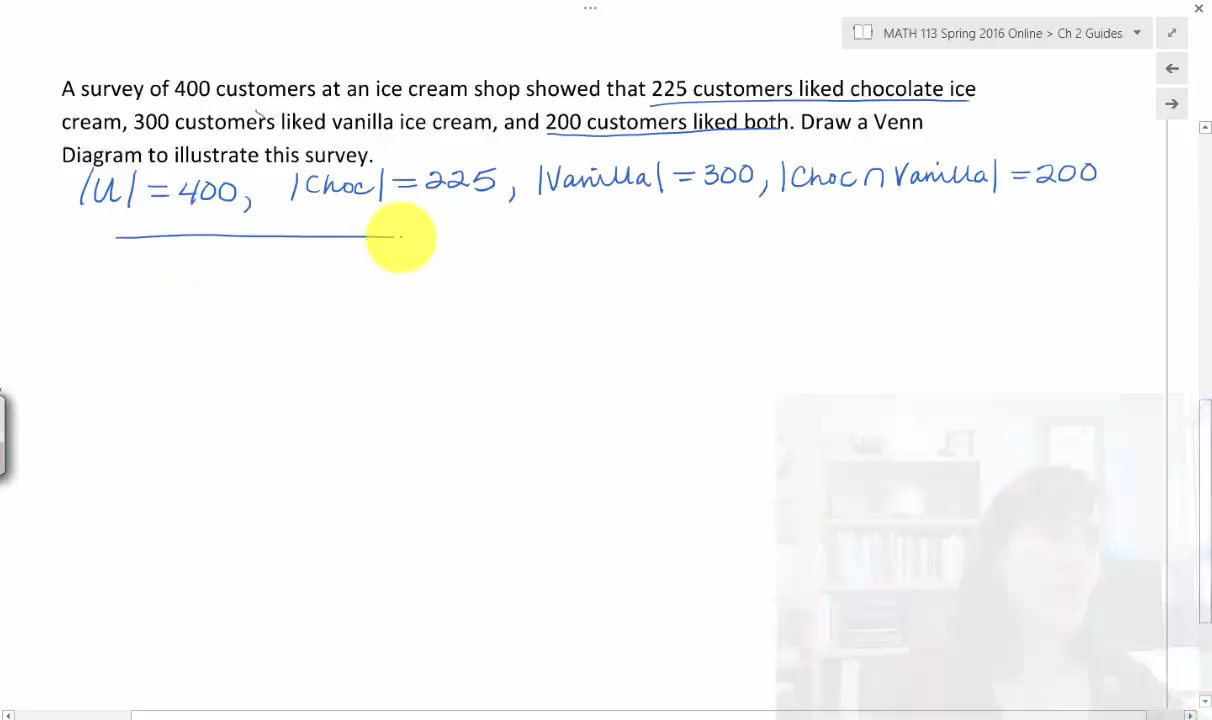 ...
MATH 113 Spring 2016 Online > Ch 2 Guides
A survey of 400 customers at an ice cream shop showed that 225 customers liked chocolate ice
cream, 300 customers liked vanilla ice cream, and 200 customers liked both. Draw a Venn
Diagram to illustrate this survey.
|U| = 400, |Choc| = 225, |Vanilla| = 300, |Choc ∩ Vanilla| = 200